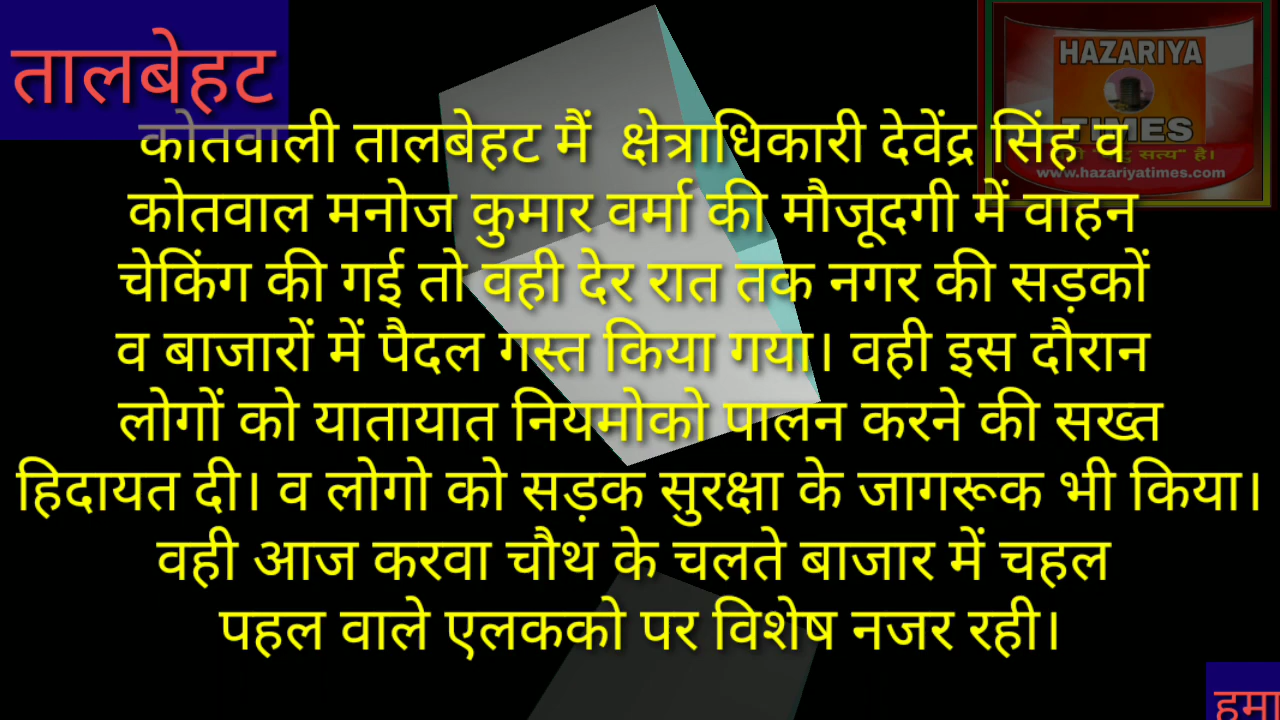 तालबेहट
HAZARIYA
TIMES
सत्य" है।
www.hazariyatimes.com
कोतवाली तालबेहट मैं क्षेत्राधिकारी देवेंद्र सिंह व
कोतवाल मनोज कुमार वर्मा की मौजूदगी में वाहन
चेकिंग की गई तो वही देर रात तक नगर की सड़कों
व बाजारों में पैदल गस्त किया गया। वही इस दौरान
लोगों को यातायात नियमोको पालन करने की सख्त
हिदायत दी। व लोगो को सड़क सुरक्षा के जागरूक भी किया।
वही आज करवा चौथ के चलते बाजार में चहल
पहल वाले एलकको पर विशेष नजर रही।
हमा